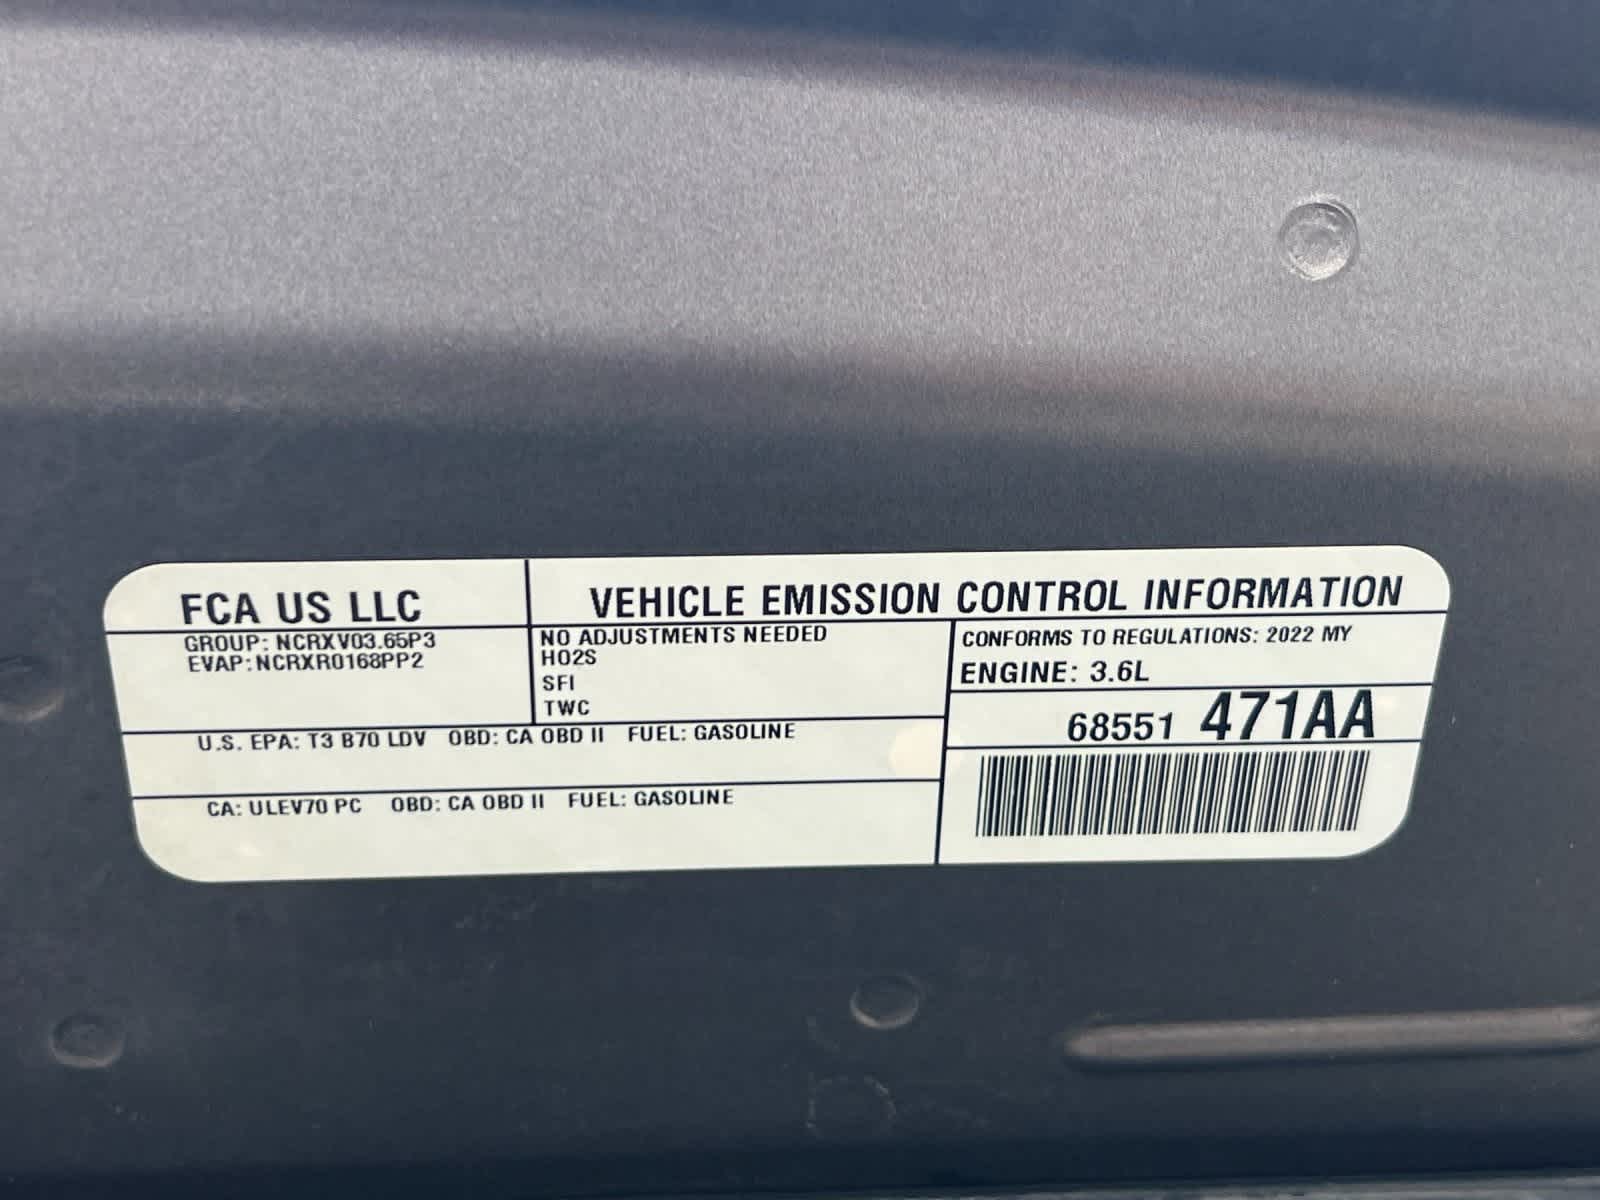 FCA US LLC
VEHICLE EMISSION CONTROL INFORMATION
GROUP: NCRXV03.65P3
EVAP:NCRXR0168PP2
NO ADJUSTMENTS NEEDED
HO2S
SFI
TWC
CONFORMS TO REGULATIONS: 2022 MY
ENGINE: 3.6L
68551 471AA
U.S. EPA: T3 B70 LDV OBD: CA OBD II FUEL: GASOLINE
CA: ULEV70 PC OBD: CA OBD II FUEL: GASOLINE